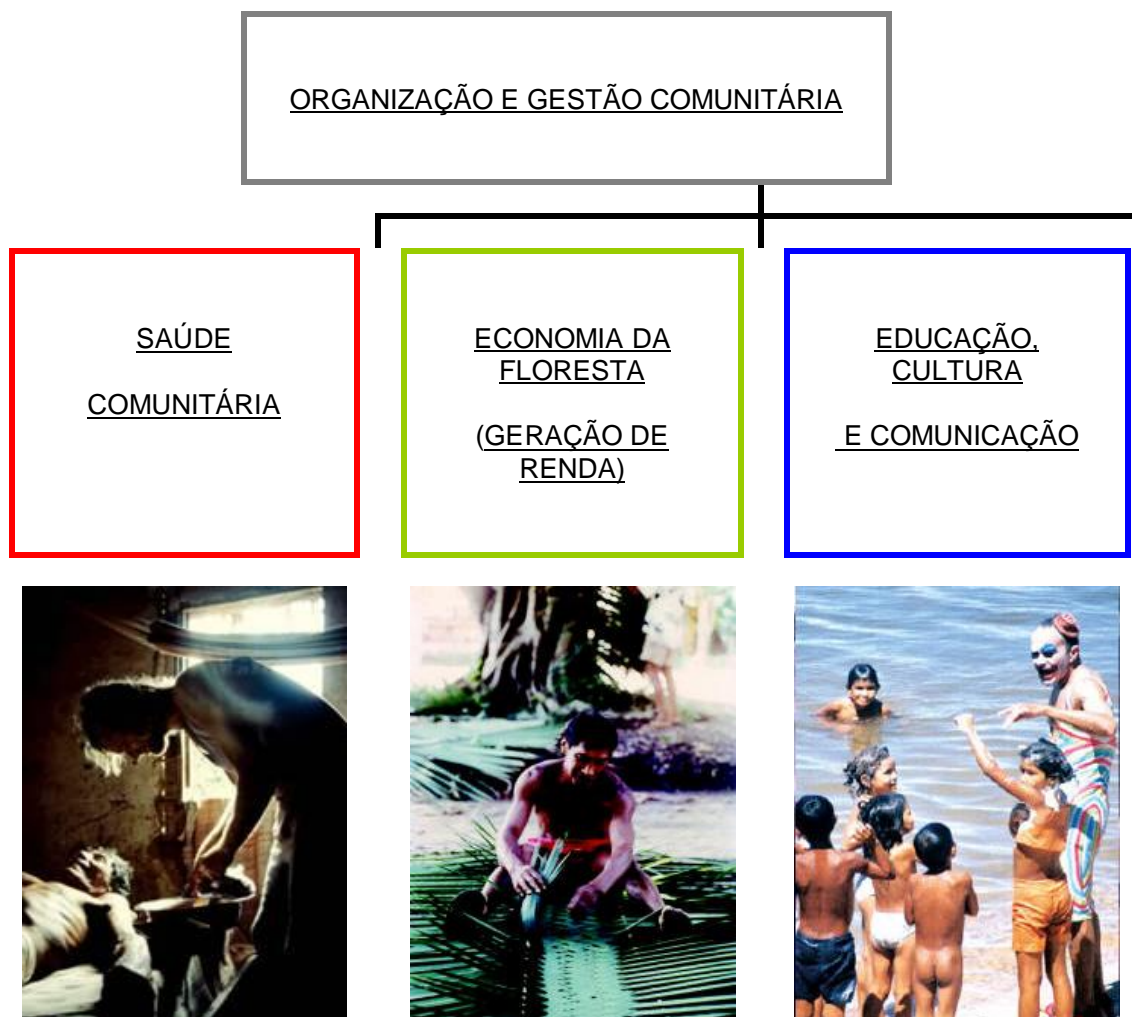 ORGANIZAÇÃO E GESTÃO COMUNITÁRIA
SAÚDE
COMUNITÁRIA
ECONOMIA DA
FLORESTA
(GERAÇÃO DE
RENDA)
EDUCAÇÃO,
CULTURA
E COMUNICAÇÃO